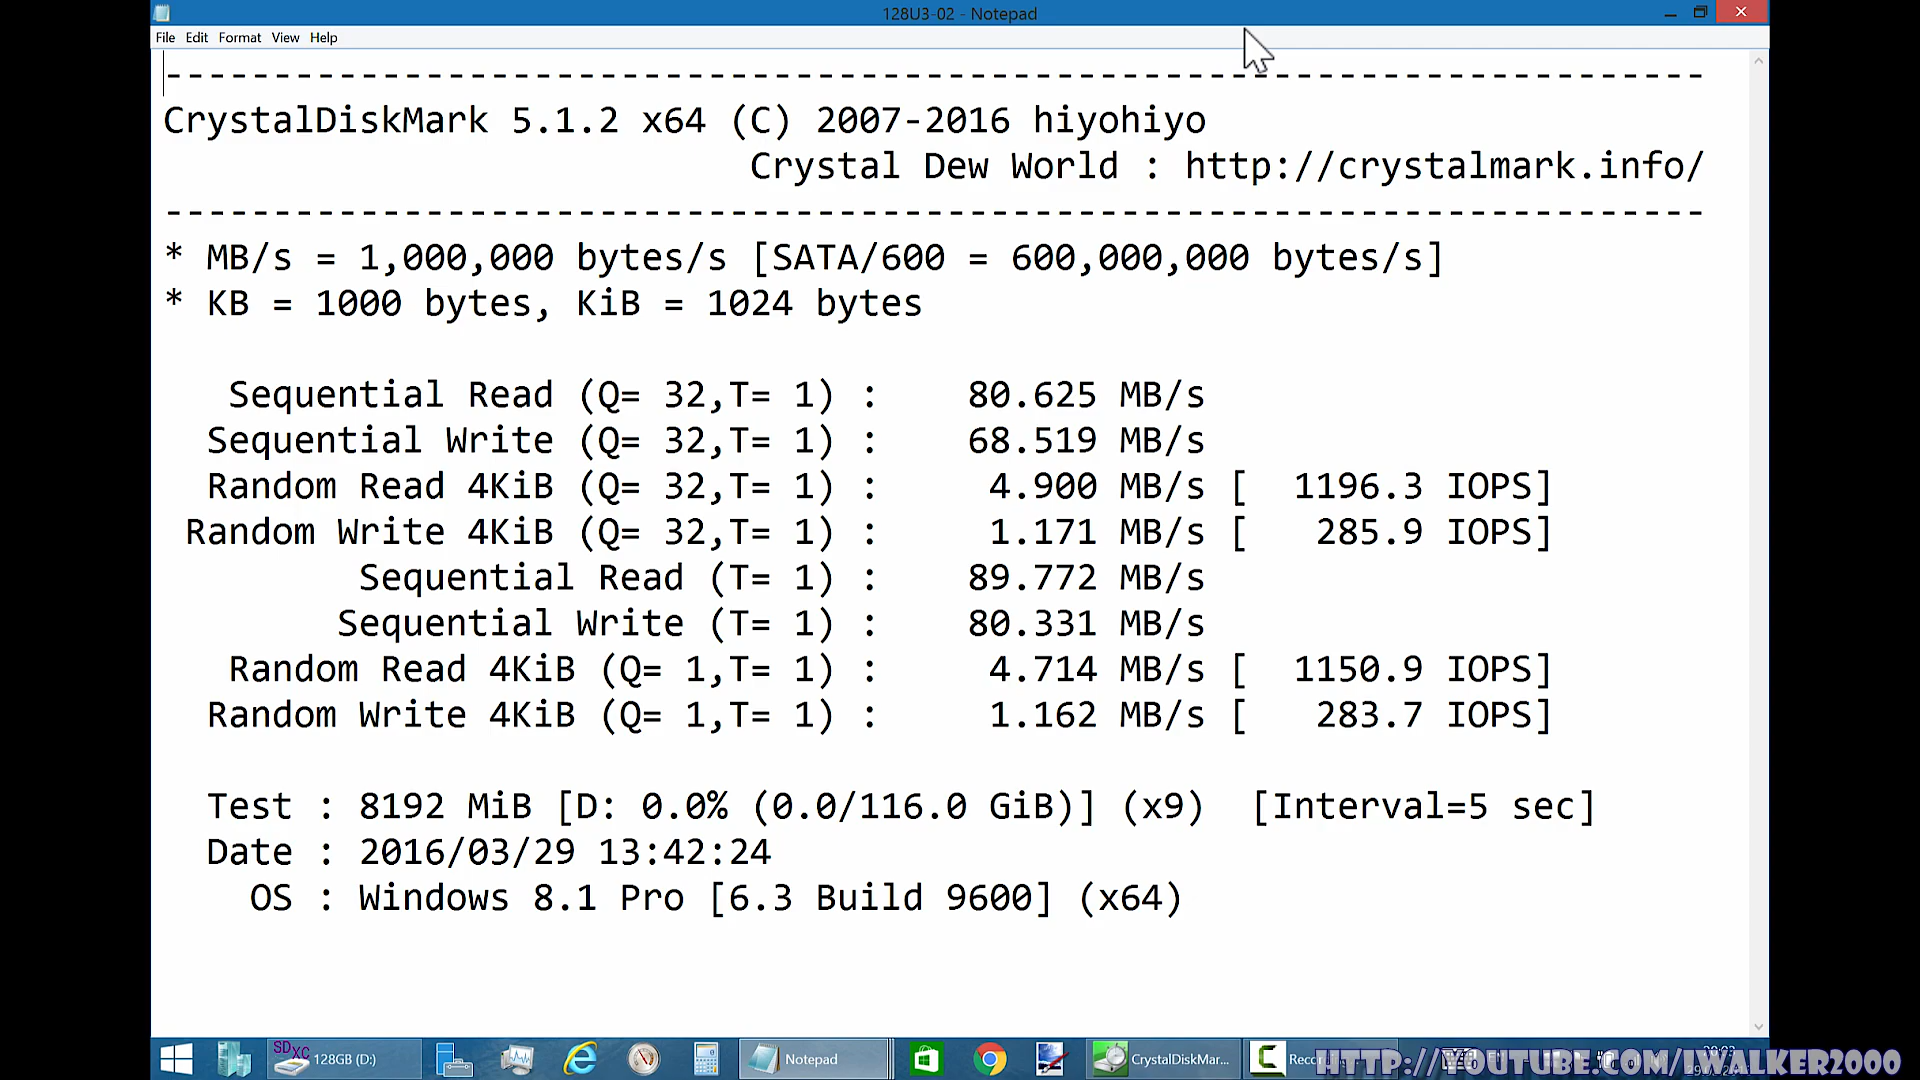 128U3-02 - Notepad
File Edit Format View Help
--------------------------------------------------------------------------------
CrystalDiskMark 5.1.2 x64 (C) 2007-2016 hiyohiyo
Crystal Dew World : http://crystalmark.info/
--------------------------------------------------------------------------------
* MB/s = 1,000,000 bytes/s [SATA/600 = 600,000,000 bytes/s]
* KB = 1000 bytes, KiB = 1024 bytes
Sequential Read (Q= 32,T= 1) : 80.625 MB/s
Sequential Write (Q= 32,T= 1) : 68.519 MB/s
Random Read 4KiB (Q= 32,T= 1) : 4.900 MB/s [ 1196.3 IOPS]
Random Write 4KiB (Q= 32,T= 1) : 1.171 MB/s [ 285.9 IOPS]
Sequential Read (T= 1) : 89.772 MB/s
Sequential Write (T= 1) : 80.331 MB/s
Random Read 4KiB (Q= 1,T= 1) : 4.714 MB/s [ 1150.9 IOPS]
Random Write 4KiB (Q= 1,T= 1) : 1.162 MB/s [ 283.7 IOPS]
Test : 8192 MiB [D: 0.0% (0.0/116.0 GiB)] (x9) [Interval=5 sec]
Date : 2016/03/29 13:42:24
OS : Windows 8.1 Pro [6.3 Build 9600] (x64)
SDXC 128GB (D:) Notepad CrystalDiskMar...
HTTP://YOUTUBE.COM/LWALKER2000